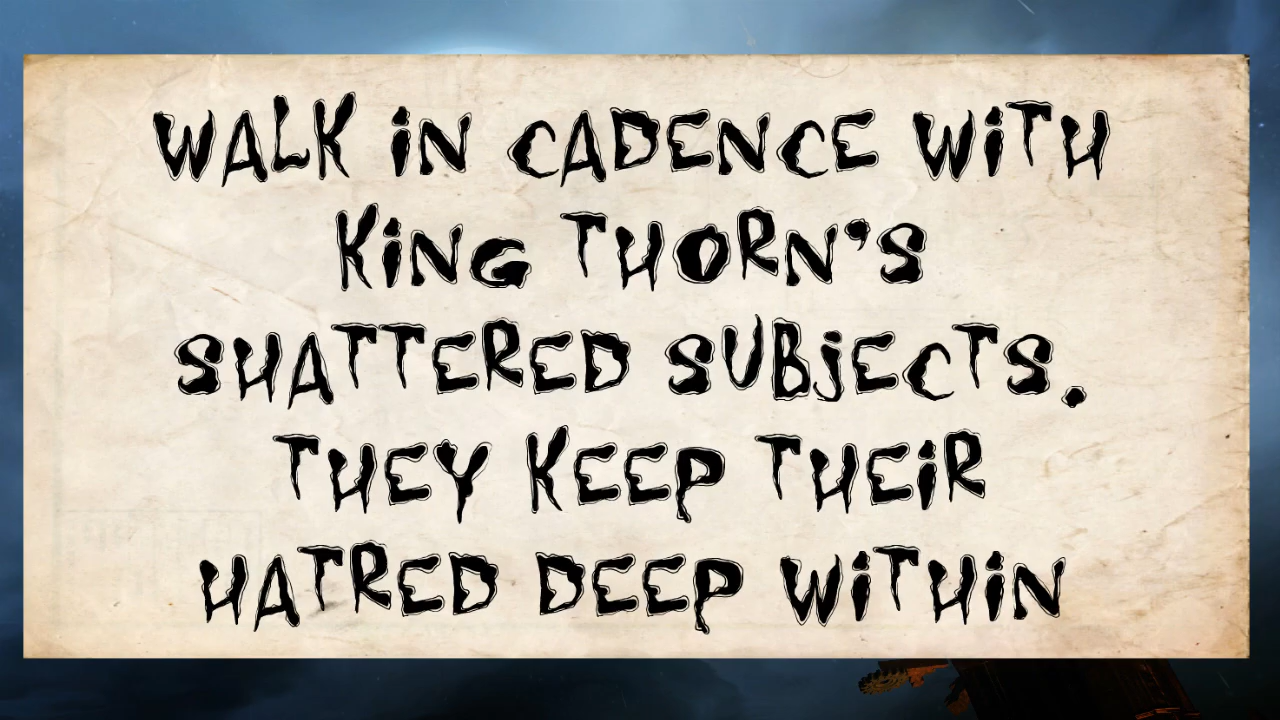 WALK iN CADENCE WiTH
KiNG THORN'S
SHATTERED SUBjECTS.
THEY KEEP THEiR
HATRED DEEP WiTHiN